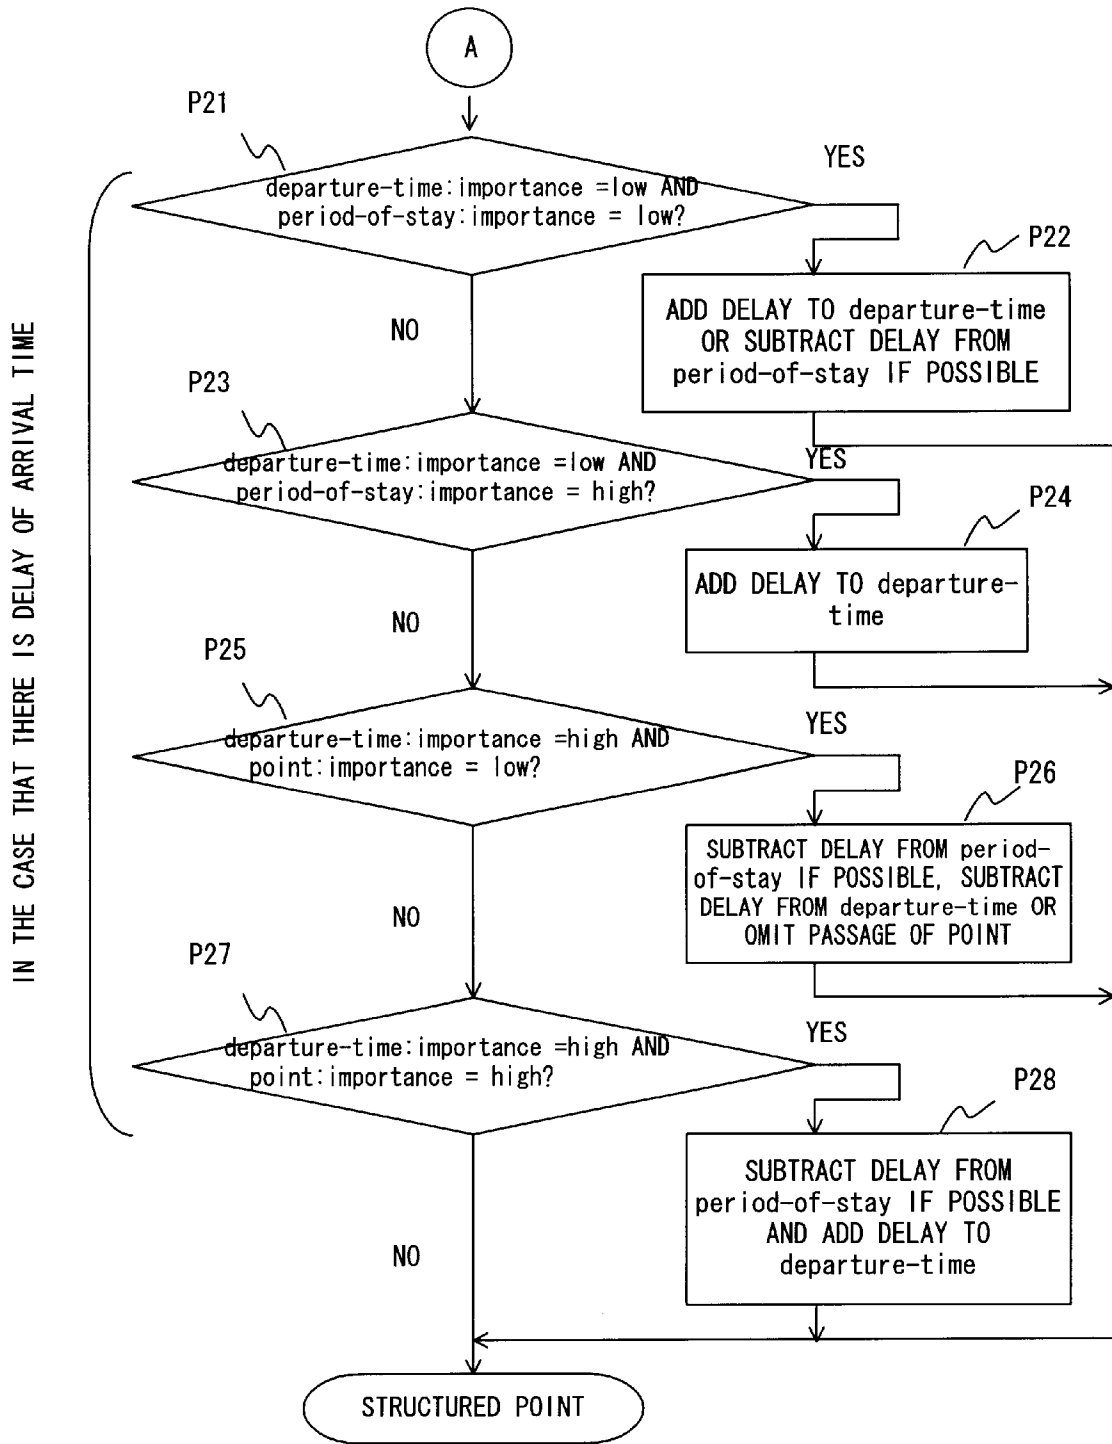 A
P21
YES
departure-time:importance =low AND
period-of-stay:importance = low?
P22
ADD DELAY TO departure-time
OR SUBTRACT DELAY FROM
period-of-stay IF POSSIBLE
NO
P23
YES
departure-time:importance =low AND
period-of-stay:importance = high?
P24
ADD DELAY TO departure-
time
NO
P25
YES
departure-time:importance =high AND
point:importance = low?
P26
SUBTRACT DELAY FROM period-
of-stay IF POSSIBLE, SUBTRACT
DELAY FROM departure-time OR
OMIT PASSAGE OF POINT
NO
P27
YES
departure-time:importance =high AND
point:importance = high?
P28
SUBTRACT DELAY FROM
period-of-stay IF POSSIBLE
AND ADD DELAY TO
departure-time
NO
STRUCTURED POINT
IN THE CASE THAT THERE IS DELAY OF ARRIVAL TIME